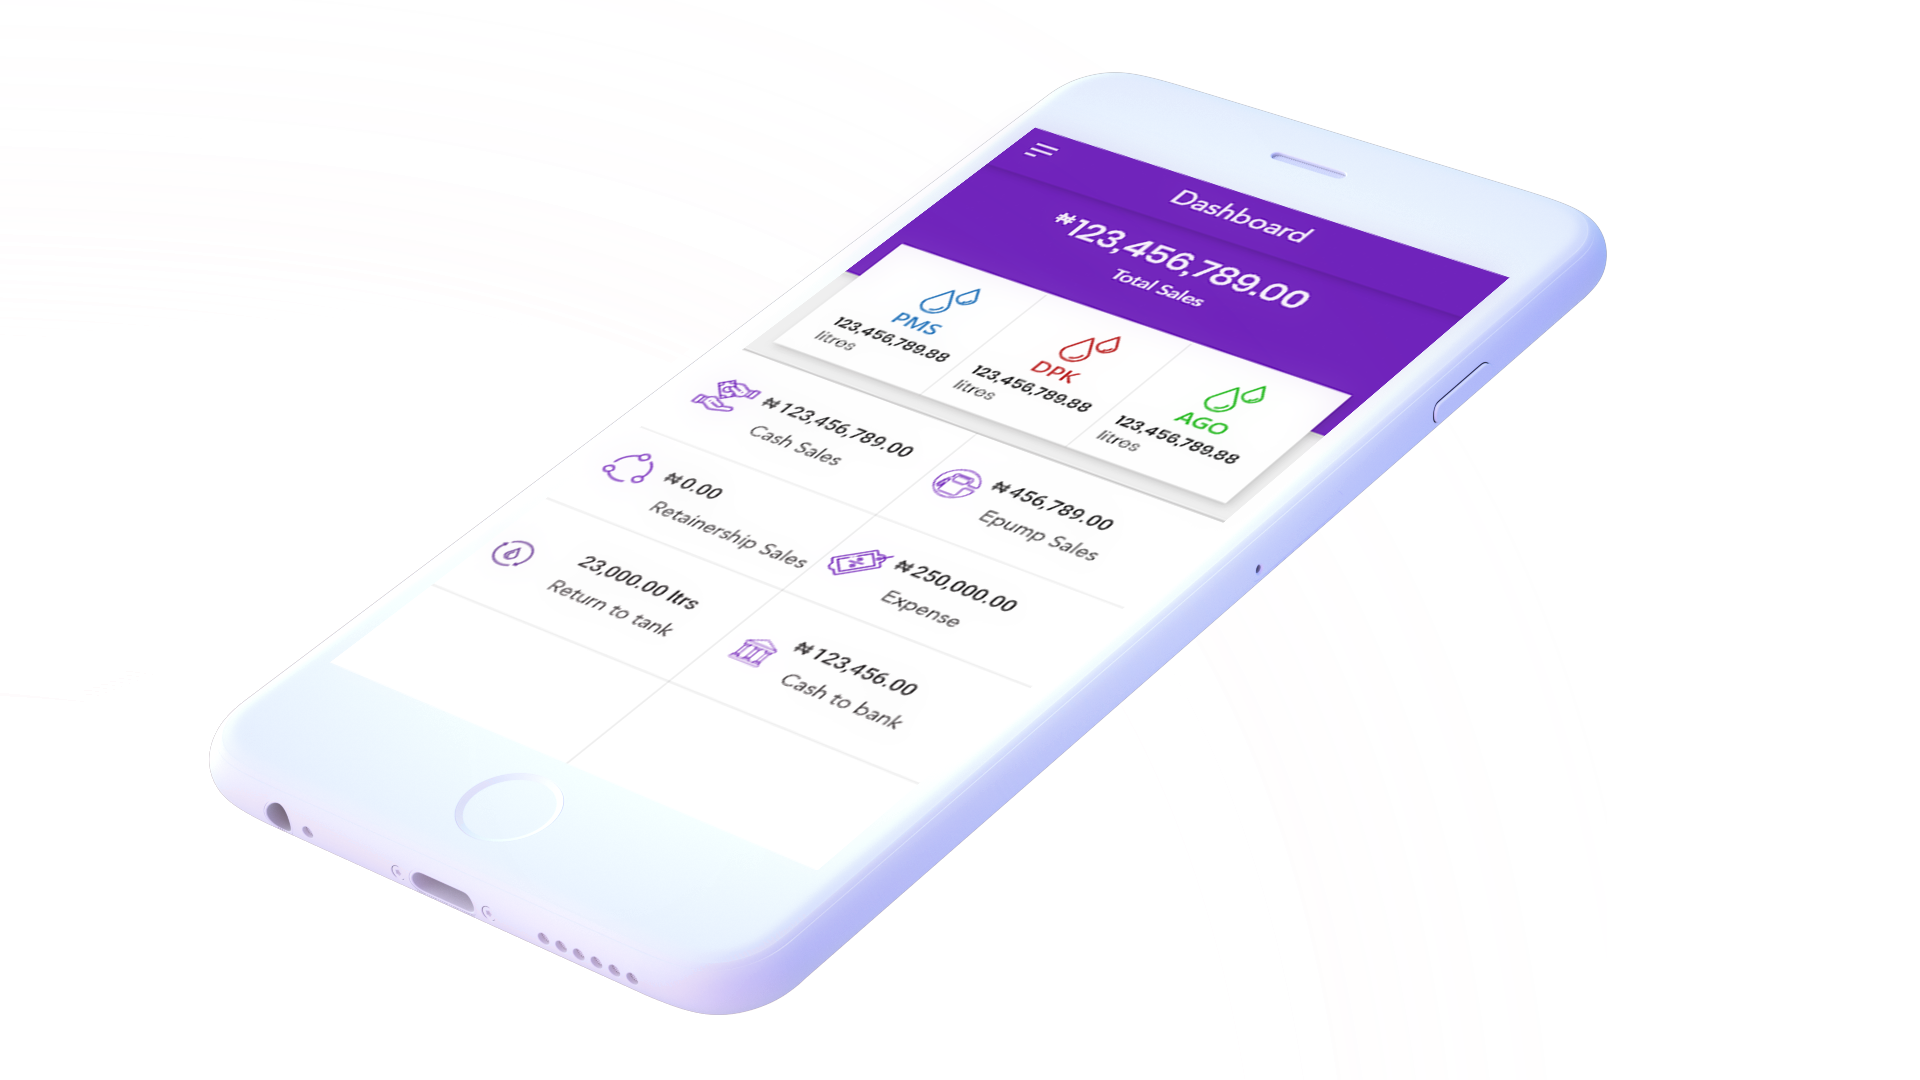 Dashboard
₦123,456,789.00
Total Sales
PMS
123,456,789.88
litres
DPK
123,456,789.88
litres
AGO
123,456,789.88
litres
₦ 123,456,789.00
Cash Sales
₦ 456,789.00
Epump Sales
₦ 0.00
Retainership Sales
₦ 250,000.00
Expense
23,000.00 ltrs
Return to tank
₦ 123,456.00
Cash to bank